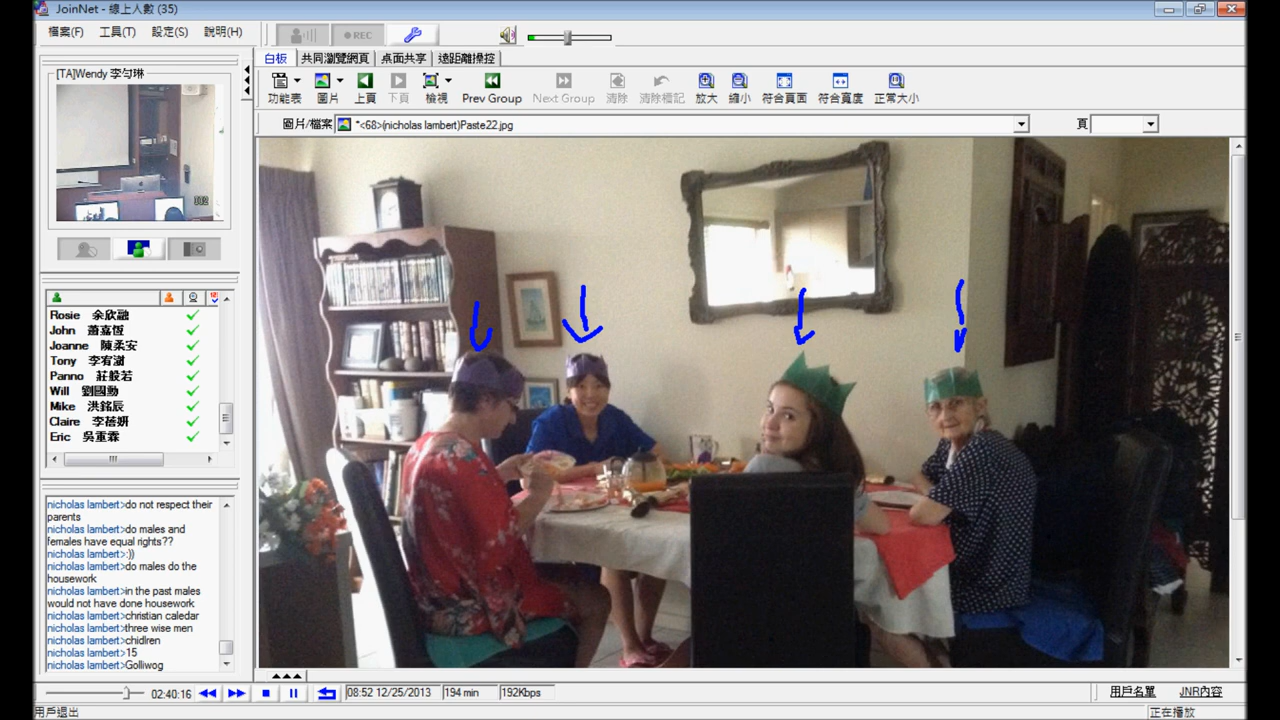 JoinNet - 線上人數 (35)
檔案(F) 工具(T) 設定(S) 說明(H)
REC
白板 共同瀏覽網頁 桌面共享 遠距離操控
功能表 圖片 上頁 下頁 檢視 Prev Group Next Group 清除 清除標記 放大 縮小 符合頁面 符合寬度 正常大小
圖片/檔案 *<68>(nicholas lambert)Paste22.jpg 頁
[TA]Wendy 李勻琳
Rosie 余欣融
John 蕭嘉恆
Joanne 陳柔安
Tony 李宥澍
Panno 莊般若
Will 劉國勳
Mike 洪銘辰
Claire 李蓓妍
Eric 吳重霖
nicholas lambert>do not respect their
parents
nicholas lambert>do males and
females have equal rights??
nicholas lambert>:))
nicholas lambert>do males do the
housework
nicholas lambert>in the past males
would not have done housework
nicholas lambert>christian caledar
nicholas lambert>three wise men
nicholas lambert>chidlren
nicholas lambert>15
nicholas lambert>Golliwog
02:40:16 08:52 12/25/2013 194 min 192Kbps 用戶名單 JNR內容
用戶退出 正在播放